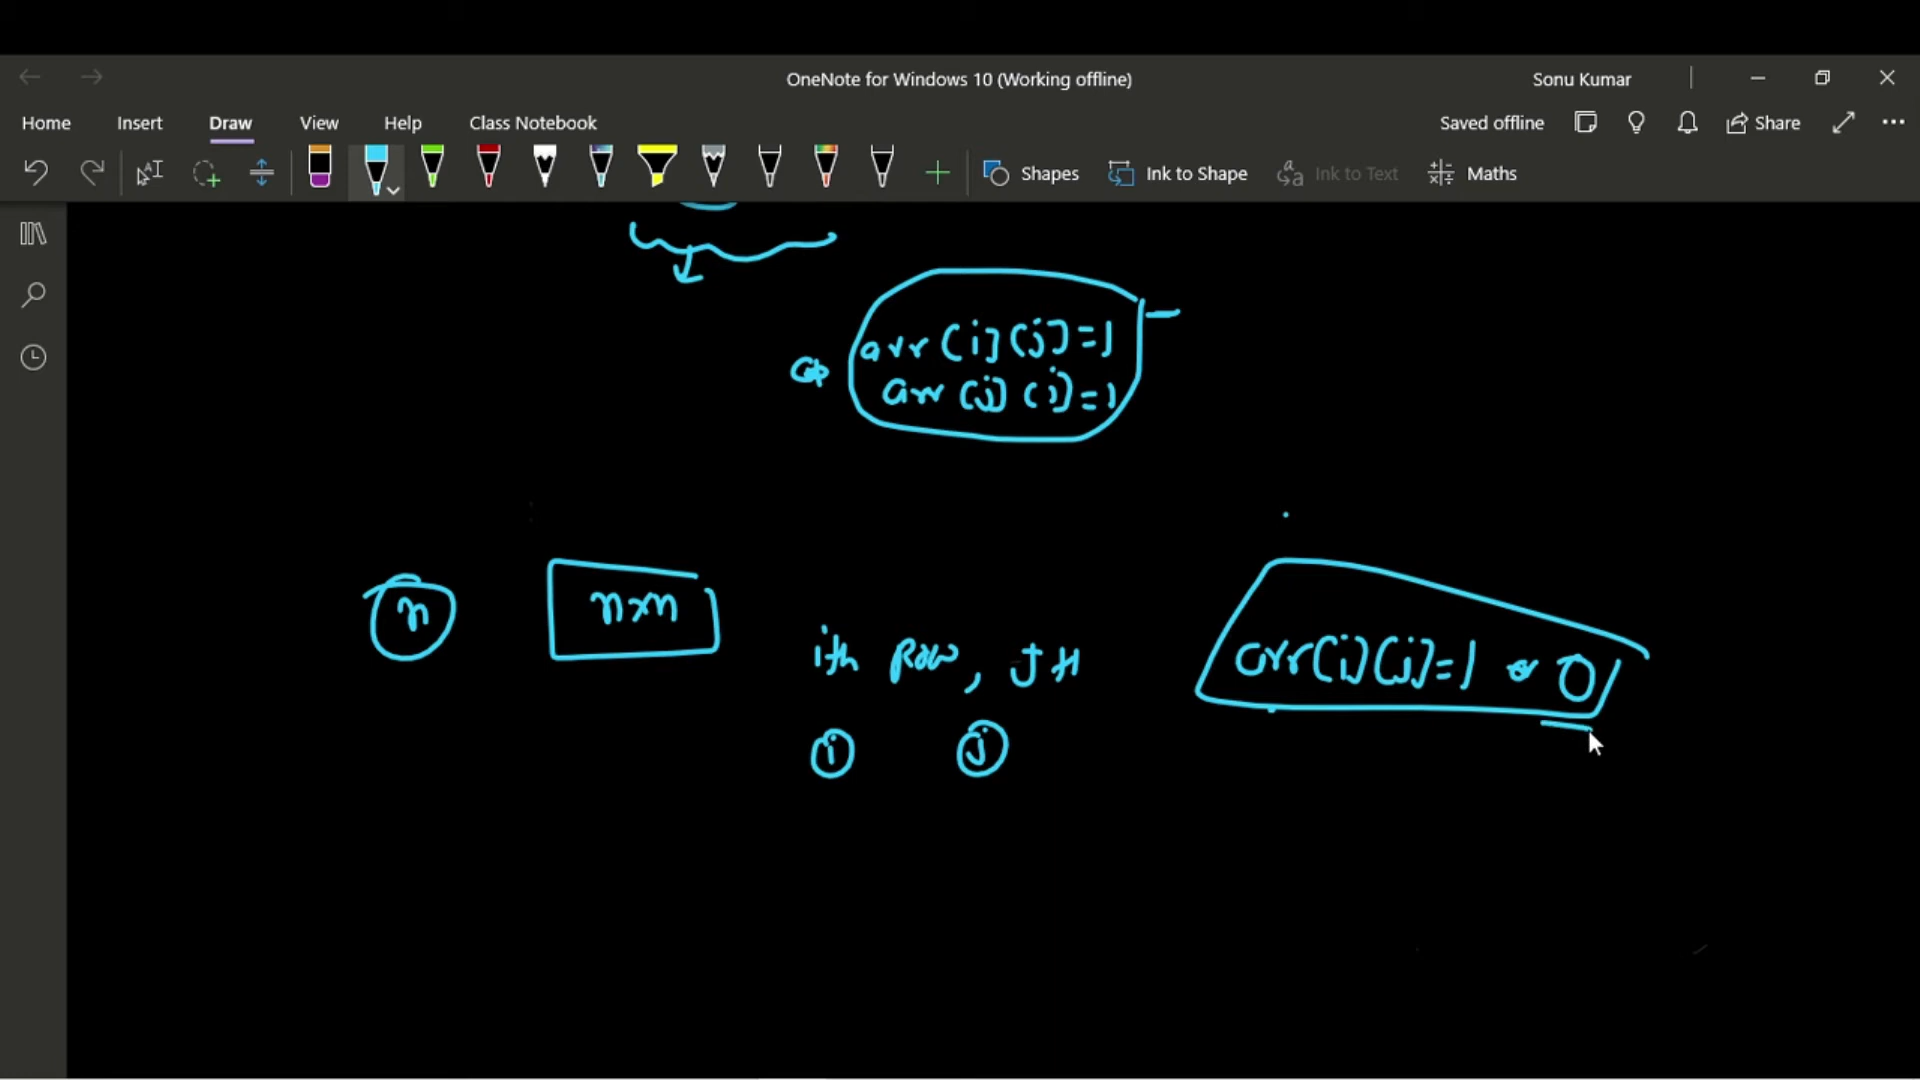 OneNote for Windows 10 (Working offline)
Sonu Kumar
Home Insert Draw View Help Class Notebook
Saved offline
Share
Shapes
Ink to Shape
Ink to Text
Maths
arr[i][j]=1
arr[j][i]=1
n
n×n
ith Row, Jth
i j
arr[i][j]=1 or 0